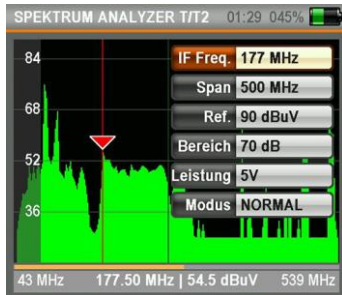 SPEKTRUM ANALYZER T/T2 01:29 045%
84
IF Freq. 177 MHz
Span 500 MHz
68
Ref. 90 dBuV
Bereich 70 dB
52
Leistung 5V
36
Modus NORMAL
43 MHz 177.50 MHz | 54.5 dBuV 539 MHz